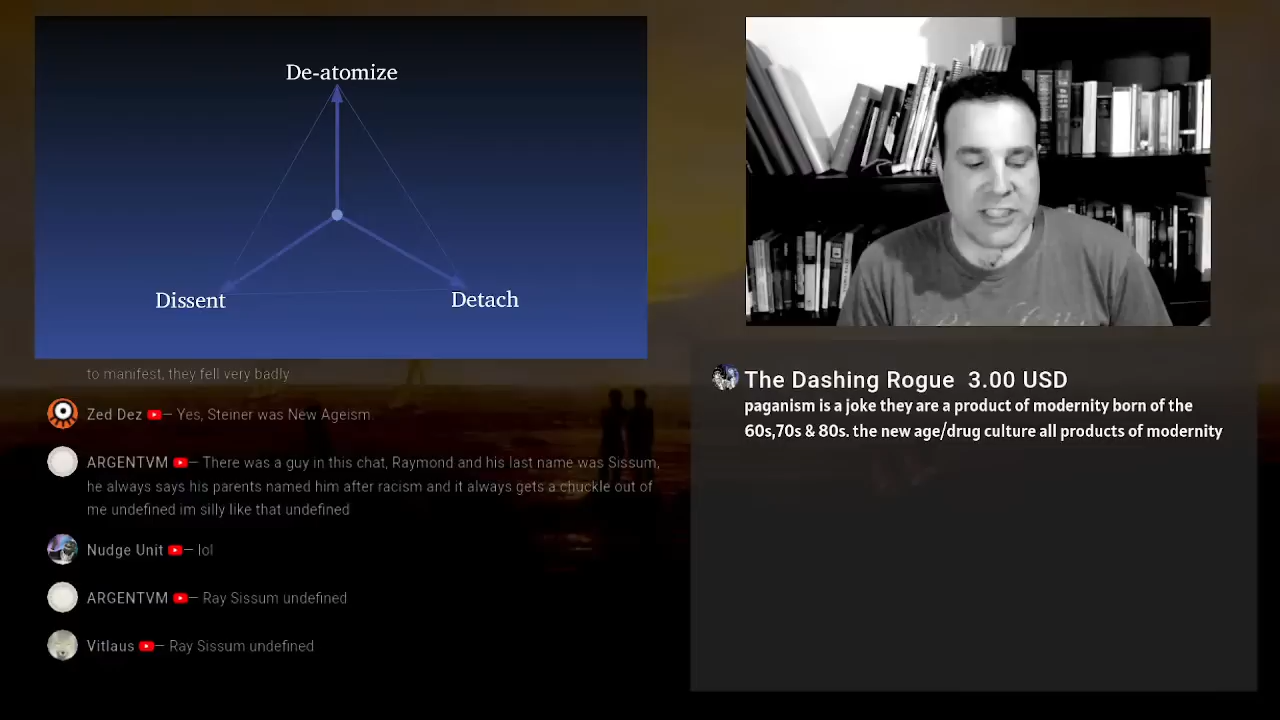 De-atomize
Dissent
Detach
to manifest, they fell very badly
Zed Dez — Yes, Steiner was New Ageism
ARGENTVM — There was a guy in this chat, Raymond and his last name was Sissum,
he always says his parents named him after racism and it always gets a chuckle out of
me undefined im silly like that undefined
Nudge Unit — lol
ARGENTVM — Ray Sissum undefined
Vitlaus — Ray Sissum undefined
The Dashing Rogue 3.00 USD
paganism is a joke they are a product of modernity born of the
60s,70s & 80s. the new age/drug culture all products of modernity